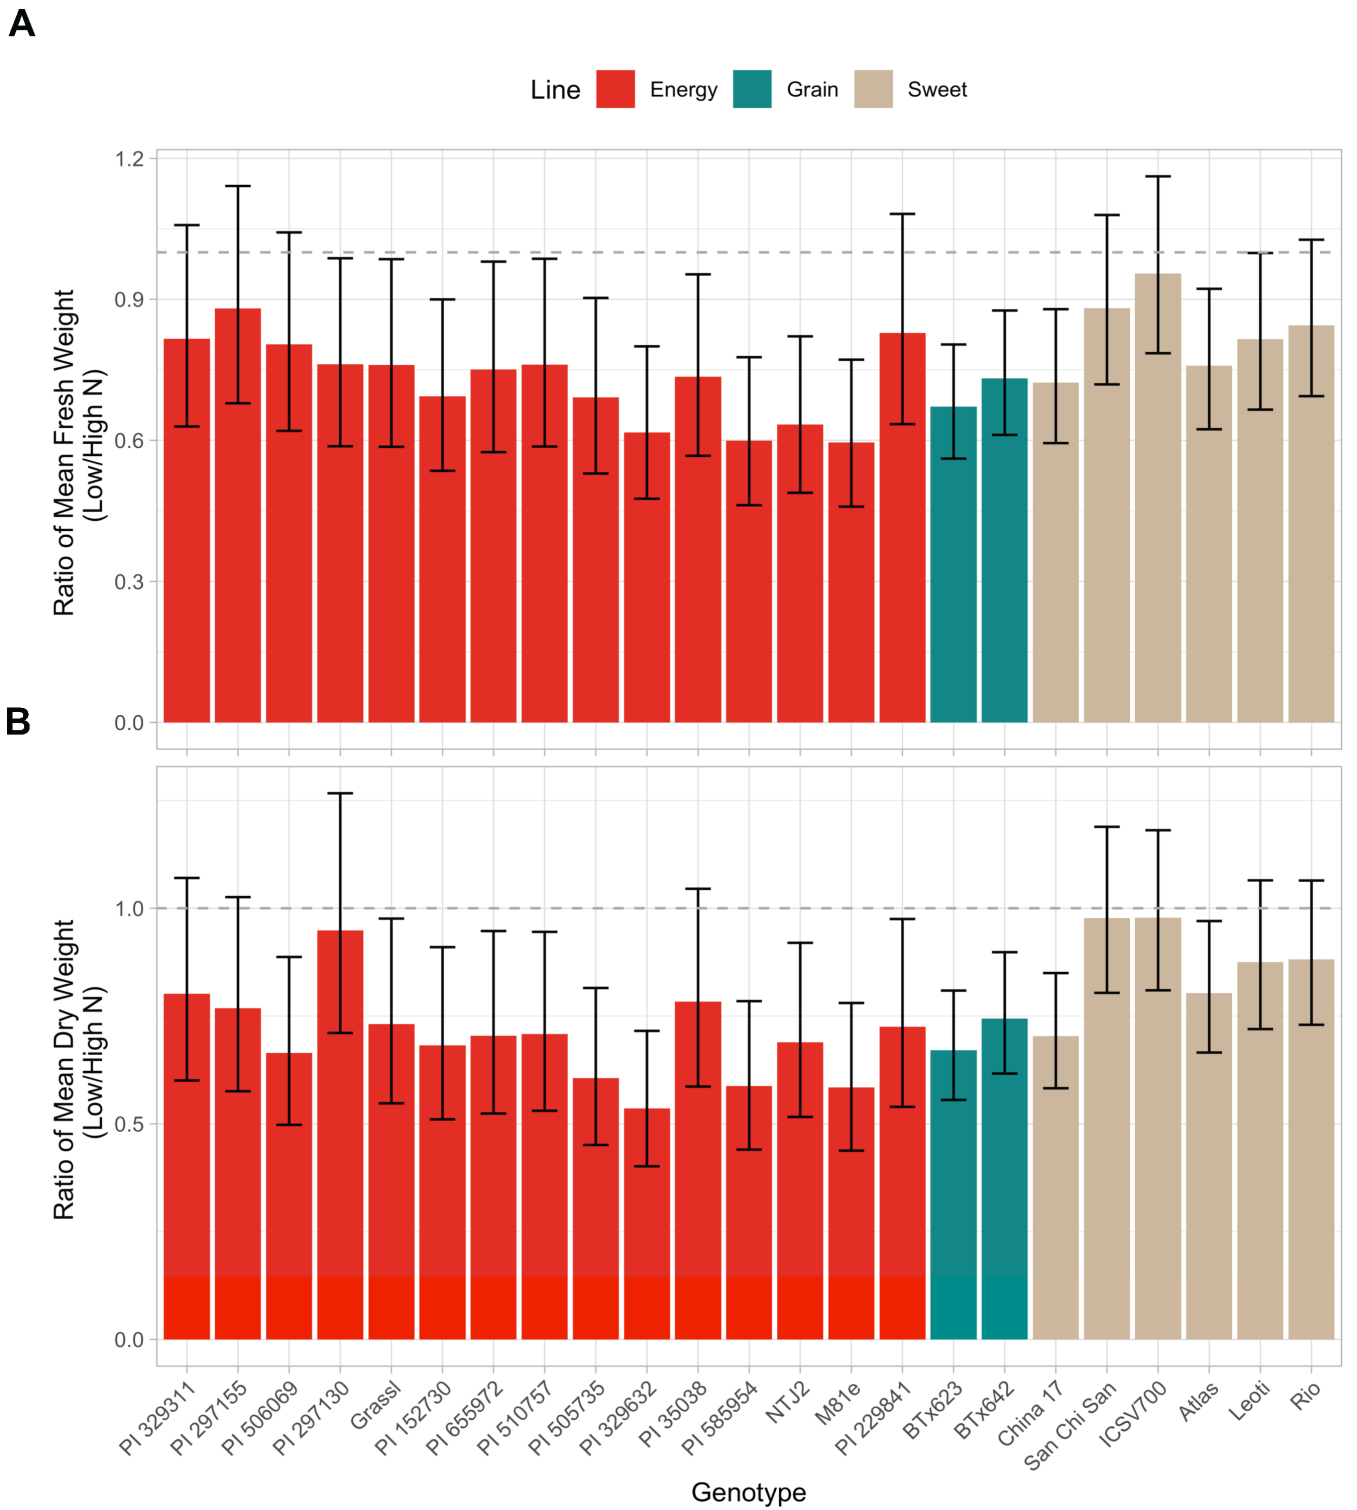 A
Line Energy Grain Sweet
Ratio of Mean Fresh Weight
(Low/High N)
1.2
0.9
0.6
0.3
0.0
B
Ratio of Mean Dry Weight
(Low/High N)
1.0
0.5
0.0
PI 329311
PI 297155
PI 506069
PI 297130
Grassl
PI 152730
PI 655972
PI 510757
PI 505735
PI 329632
PI 35038
PI 585954
NTJ2
M81e
PI 229841
BTx623
BTx642
China 17
San Chi San
ICSV700
Atlas
Leoti
Rio
Genotype